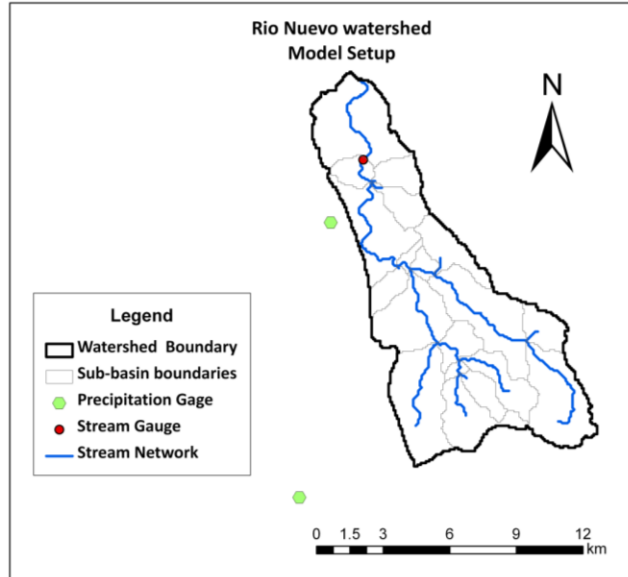 Rio Nuevo watershed
Model Setup
N
Legend
Watershed Boundary
Sub-basin boundaries
Precipitation Gage
Stream Gauge
Stream Network
0 1.5 3 6 9 12
km